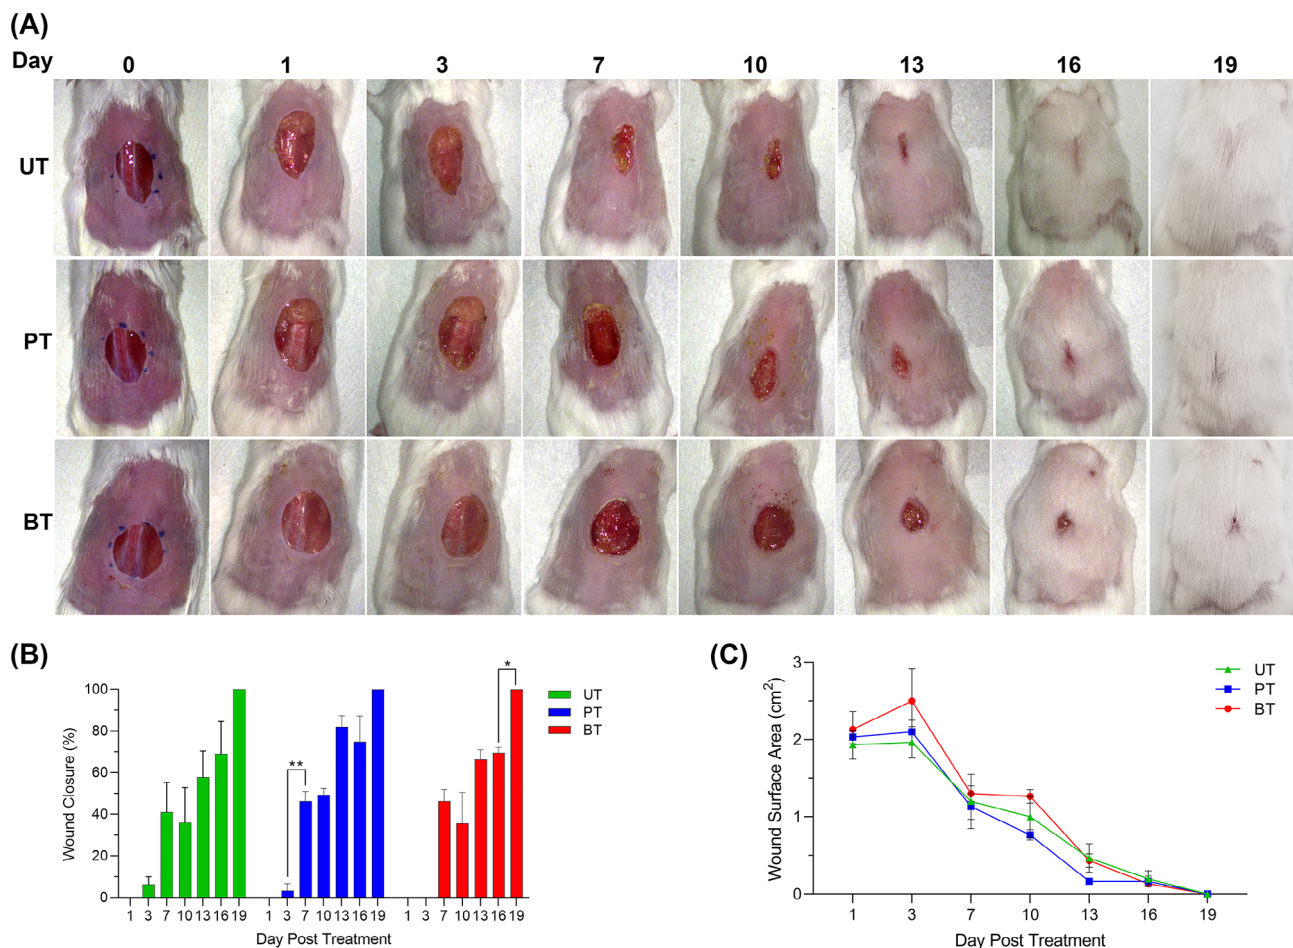 (A)
Day 0 1 3 7 10 13 16 19
UT
PT
BT
(B)
Wound Closure (%)
100
80
60
40
20
0
**
*
UT
PT
BT
1 3 7 10 13 16 19 1 3 7 10 13 16 19 1 3 7 10 13 16 19
Day Post Treatment
(C)
Wound Surface Area (cm²)
3
2
1
0
UT
PT
BT
1 3 7 10 13 16 19
Day Post Treatment